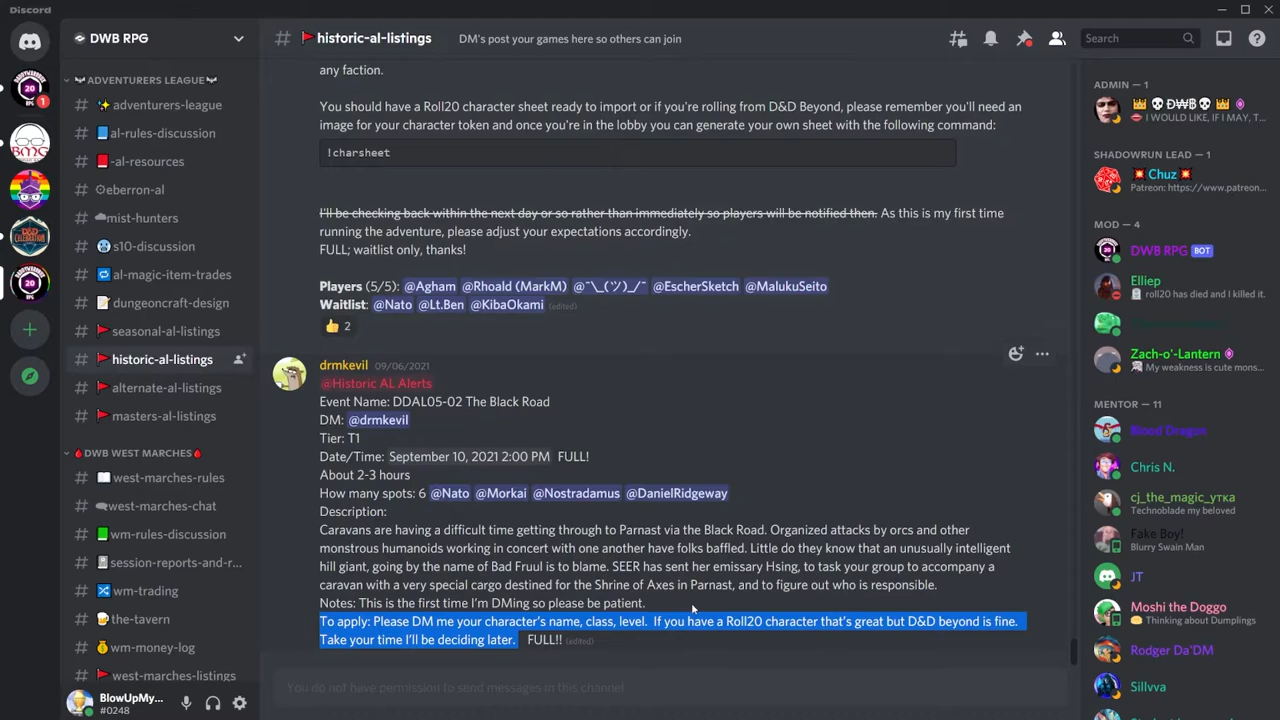 Discord
DWB RPG
historic-al-listings
DM's post your games here so others can join
Search
ADVENTURERS LEAGUE
adventurers-league
al-rules-discussion
-al-resources
eberron-al
mist-hunters
s10-discussion
al-magic-item-trades
dungeoncraft-design
seasonal-al-listings
historic-al-listings
alternate-al-listings
masters-al-listings
DWB WEST MARCHES
west-marches-rules
west-marches-chat
wm-rules-discussion
session-reports-and-r...
wm-trading
the-tavern
wm-money-log
west-marches-listings
BlowUpMy...
#0248
any faction.
You should have a Roll20 character sheet ready to import or if you're rolling from D&D Beyond, please remember you'll need an
image for your character token and once you're in the lobby you can generate your own sheet with the following command:
!charsheet
I'll be checking back within the next day or so rather than immediately so players will be notified then. As this is my first time
running the adventure, please adjust your expectations accordingly.
FULL; waitlist only, thanks!
Players (5/5): @Agham @Rhoald (MarkM) @¯\_(ツ)_/¯ @EscherSketch @MalukuSeito
Waitlist: @Nato @Lt.Ben @KibaOkami (edited)
2
drmkevil 09/06/2021
@Historic AL Alerts
Event Name: DDAL05-02 The Black Road
DM: @drmkevil
Tier: T1
Date/Time: September 10, 2021 2:00 PM FULL!
About 2-3 hours
How many spots: 6 @Nato @Morkai @Nostradamus @DanielRidgeway
Description:
Caravans are having a difficult time getting through to Parnast via the Black Road. Organized attacks by orcs and other
monstrous humanoids working in concert with one another have folks baffled. Little do they know that an unusually intelligent
hill giant, going by the name of Bad Fruul is to blame. SEER has sent her emissary Hsing, to task your group to accompany a
caravan with a very special cargo destined for the Shrine of Axes in Parnast, and to figure out who is responsible.
Notes: This is the first time I'm DMing so please be patient.
To apply: Please DM me your character's name, class, level. If you have a Roll20 character that's great but D&D beyond is fine.
Take your time I'll be deciding later. FULL!! (edited)
You do not have permission to send messages in this channel
ADMIN — 1
ĐW฿
I WOULD LIKE, IF I MAY, T...
SHADOWRUN LEAD — 1
Chuz
Patreon: https://www.patreon...
MOD — 4
DWB RPG BOT
Elliep
roll20 has died and I killed it.
Zach-o'-Lantern
My weakness is cute mons...
MENTOR — 11
Blood Dragon
Chris N.
cj_the_magic_утка
Technoblade my beloved
Fake Boy!
Blurry Swain Man
JT
Moshi the Doggo
Thinking about Dumplings
Rodger Da'DM
Sillvva